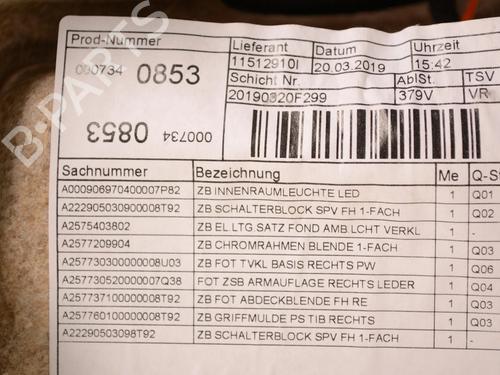 Prod-Nummer
000734 0853
000734 0853
Lieferant Datum Uhrzeit
11512910I 20.03.2019 15:42
Schicht Nr. AblSt. TSV
20190320F299 379V VR
Sachnummer Bezeichnung Me Q-St
A000906970400007P82 ZB INNENRAUMLEUCHTE LED 1 Q01
A222905030900008T92 ZB SCHALTERBLOCK SPV FH 1-FACH 1 Q02
A2575403802 ZB EL LTG SATZ FOND AMB.LCHT VERKL 1 -
A2577209904 ZB CHROMRAHMEN BLENDE 1-FACH 1 Q03
A257730300000008U03 ZB FOT TVKL BASIS RECHTS PW 1 Q06
A257730520000007Q38 FOT ZSB ARMAUFLAGE RECHTS LEDER 1 Q04
A257737100000008T92 ZB FOT ABDECKBLENDE FH RE 1 Q03
A257760100000008T92 ZB GRIFFMULDE PS TIB RECHTS 1 Q03
A22290503098T92 ZB SCHALTERBLOCK SPV FH 1-FACH 1 -
B-PARTS